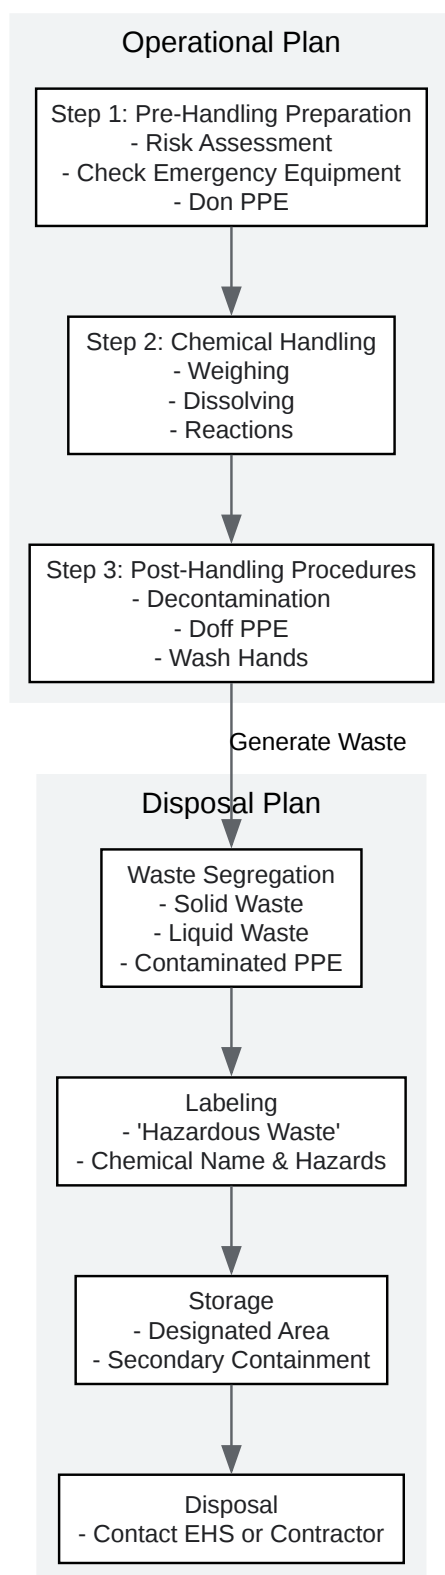 Operational Plan
Step 1: Pre-Handling Preparation
- Risk Assessment
- Check Emergency Equipment
- Don PPE
Step 2: Chemical Handling
- Weighing
- Dissolving
- Reactions
Step 3: Post-Handling Procedures
- Decontamination
- Doff PPE
- Wash Hands
Generate Waste
Disposal Plan
Waste Segregation
- Solid Waste
- Liquid Waste
- Contaminated PPE
Labeling
- 'Hazardous Waste'
- Chemical Name & Hazards
Storage
- Designated Area
- Secondary Containment
Disposal
- Contact EHS or Contractor